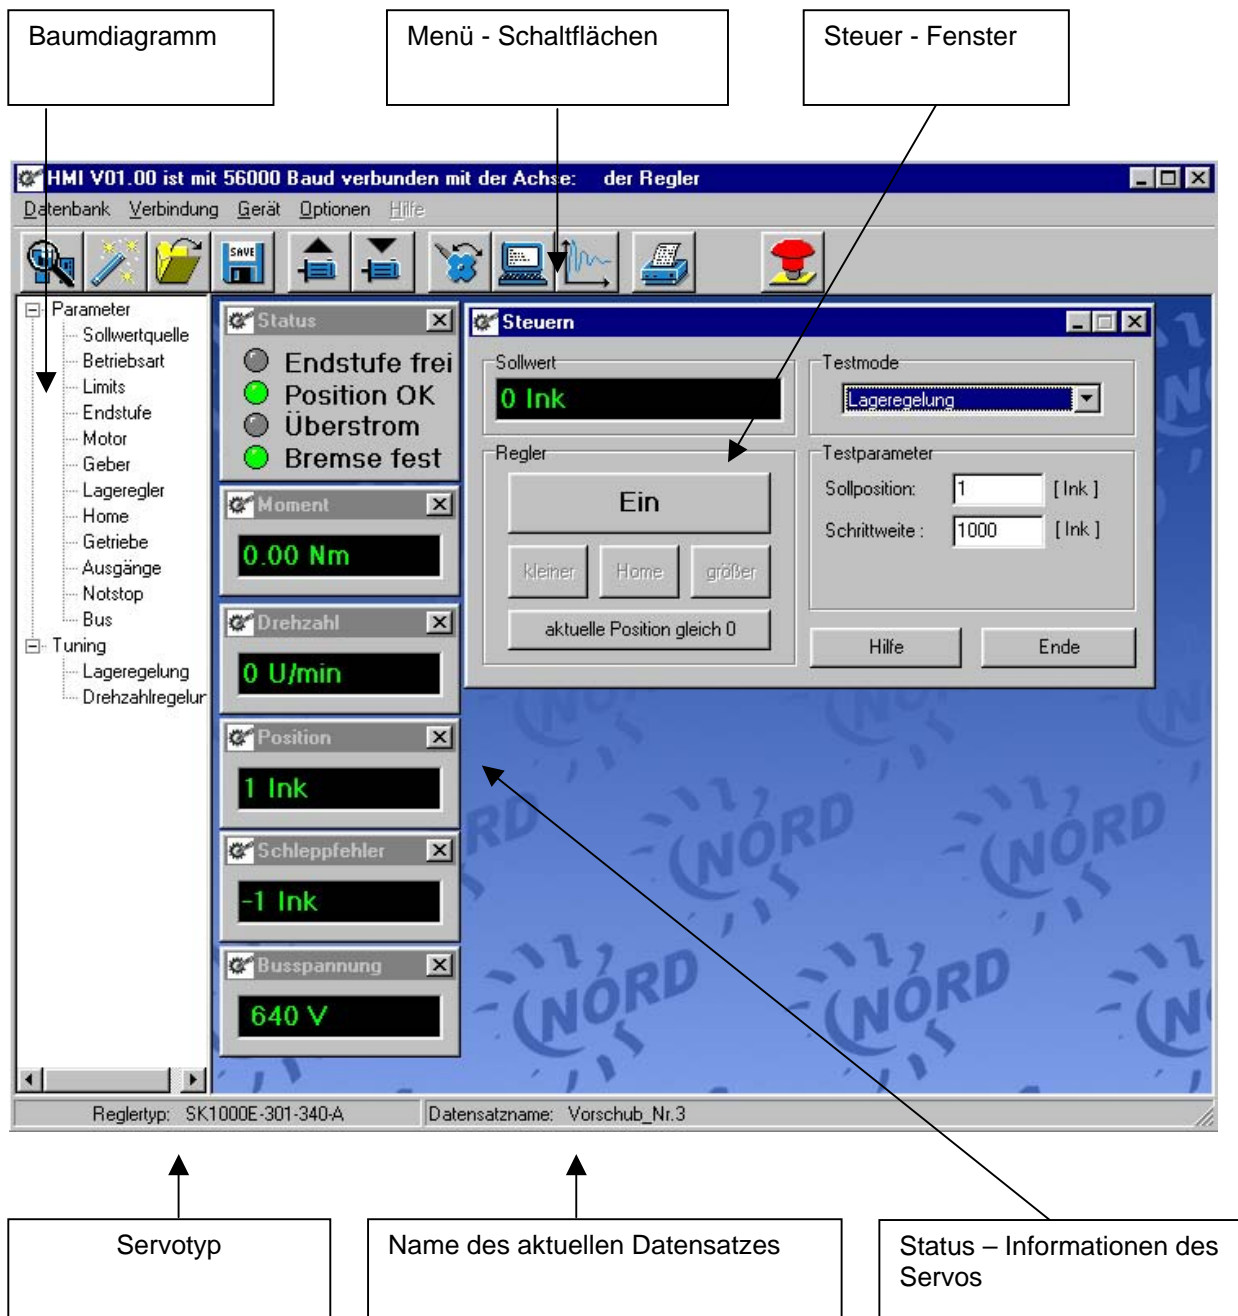 Baumdiagramm
Menü - Schaltflächen
Steuer - Fenster
HMI V01.00 ist mit 56000 Baud verbunden mit der Achse: der Regler
Datenbank Verbindung Gerät Optionen Hilfe
SAVE
Parameter
Sollwertquelle
Betriebsart
Limits
Endstufe
Motor
Geber
Lageregler
Home
Getriebe
Ausgänge
Notstop
Bus
Tuning
Lageregelung
Drehzahlregelun
Status
Endstufe frei
Position OK
Überstrom
Bremse fest
Moment
0.00 Nm
Drehzahl
0 U/min
Position
1 Ink
Schleppfehler
-1 Ink
Busspannung
640 V
Steuern
Sollwert
0 Ink
Testmode
Lageregelung
Regler
Ein
kleiner Home größer
aktuelle Position gleich 0
Testparameter
Sollposition: 1 [ Ink ]
Schrittweite : 1000 [ Ink ]
Hilfe Ende
NORD
NORD
NORD
NORD
NORD
Reglertyp: SK1000E-301-340-A Datensatzname: Vorschub_Nr.3
Servotyp
Name des aktuellen Datensatzes
Status – Informationen des
Servos